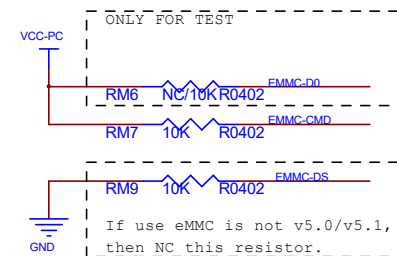 ONLY FOR TEST
VCC-PC
RM6 NC/10K R0402 EMMC-D0
RM7 10K R0402 EMMC-CMD
RM9 10K R0402 EMMC-DS
GND
If use eMMC is not v5.0/v5.1,
then NC this resistor.